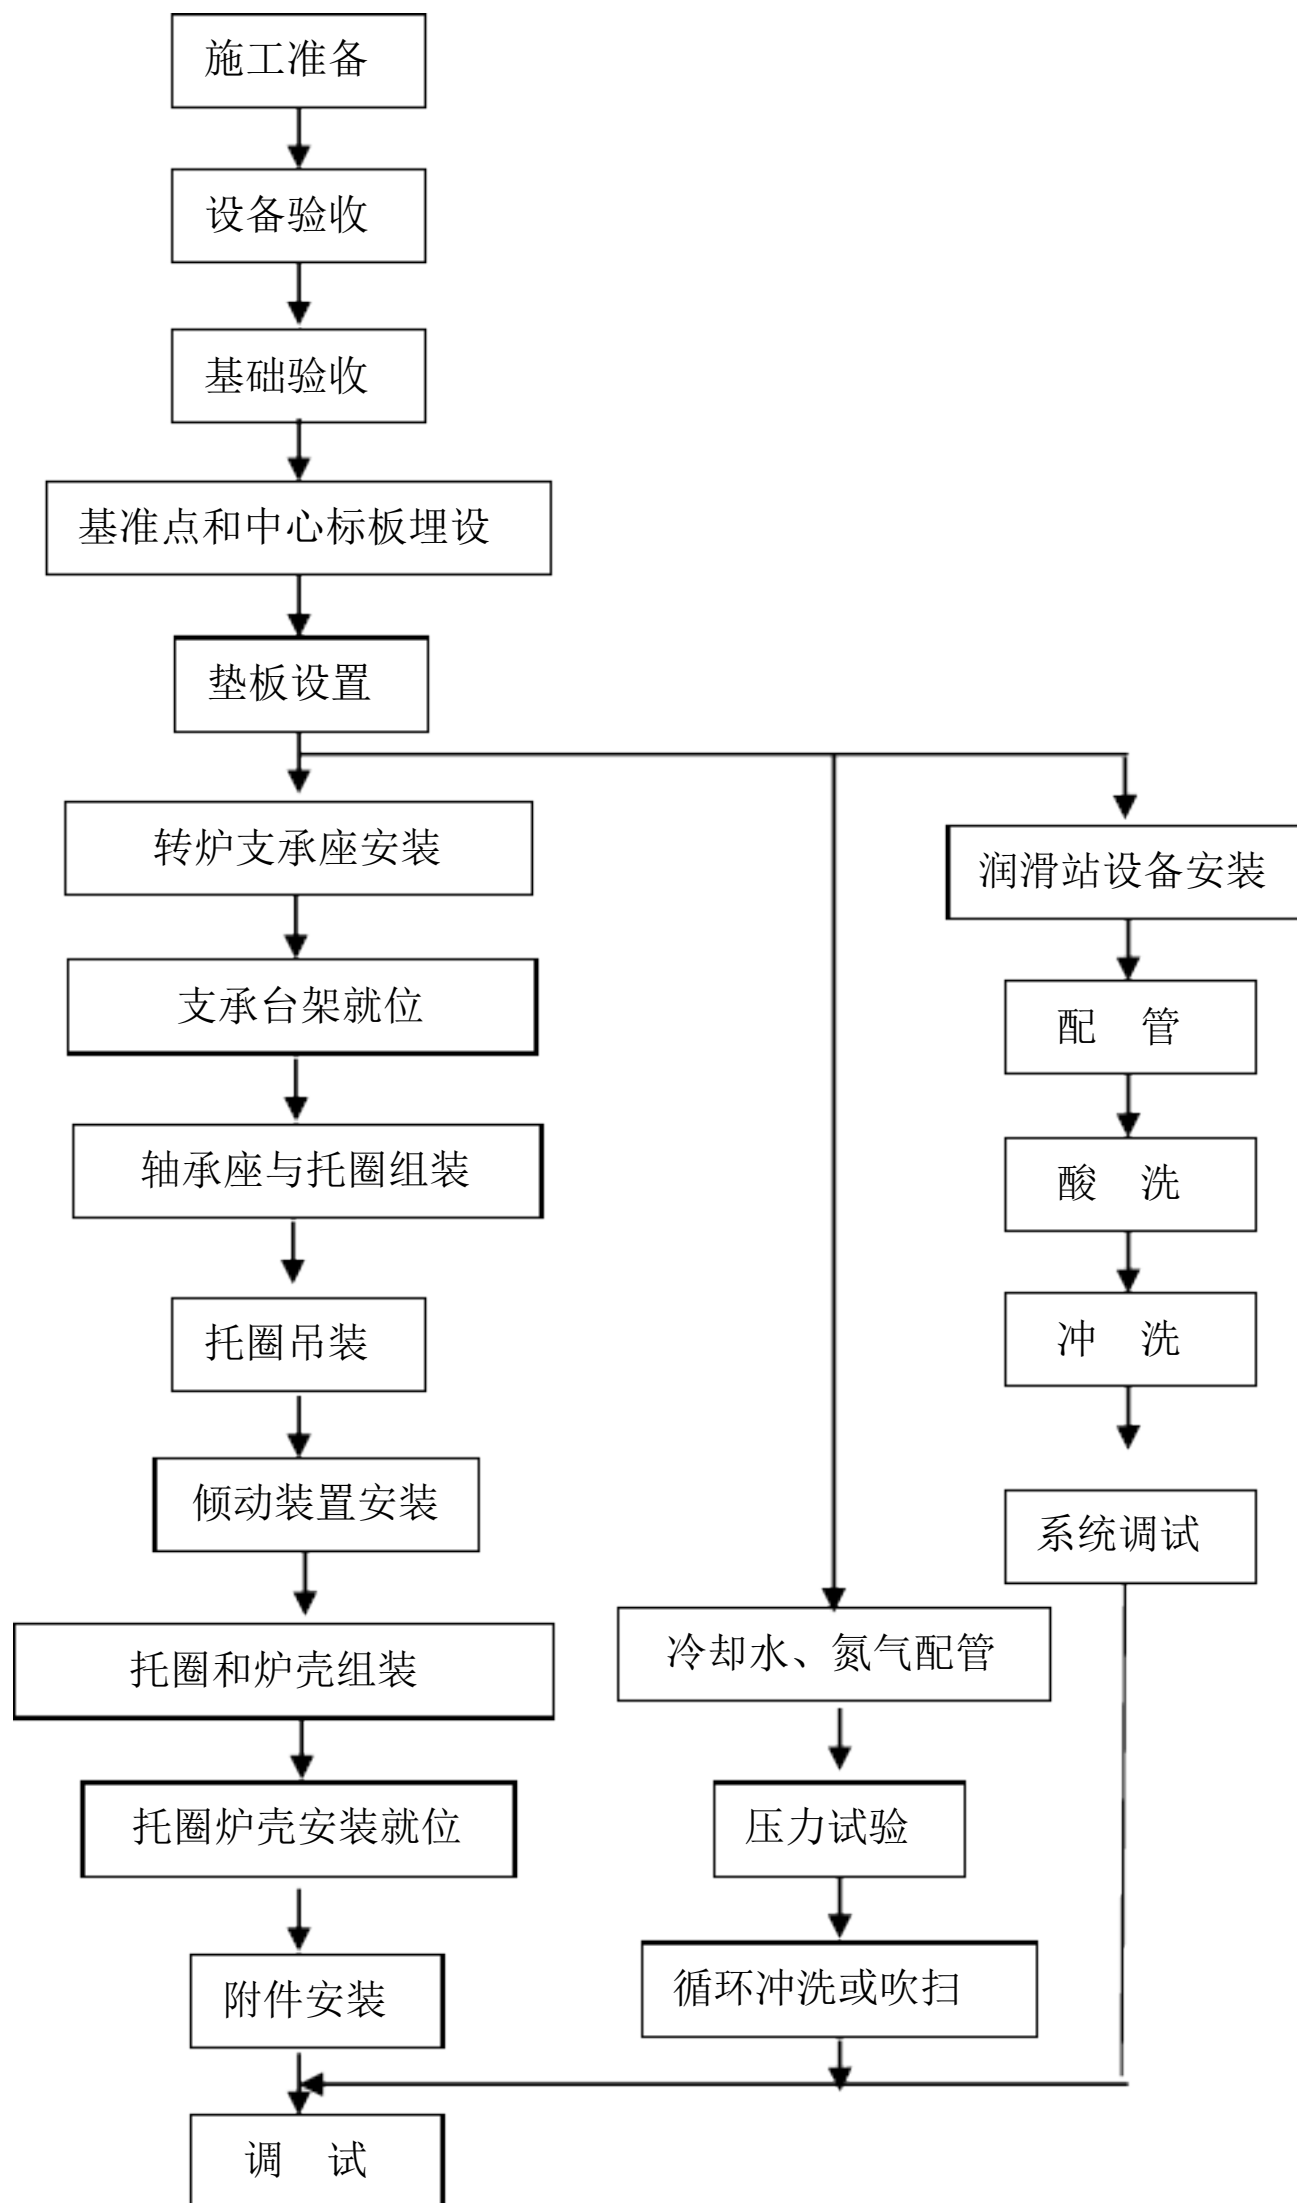 施工准备
设备验收
基础验收
基准点和中心标板埋设
垫板设置
转炉支承座安装
支承台架就位
轴承座与托圈组装
托圈吊装
倾动装置安装
托圈和炉壳组装
托圈炉壳安装就位
附件安装
调 试
冷却水、氮气配管
压力试验
循环冲洗或吹扫
润滑站设备安装
配 管
酸 洗
冲 洗
系统调试